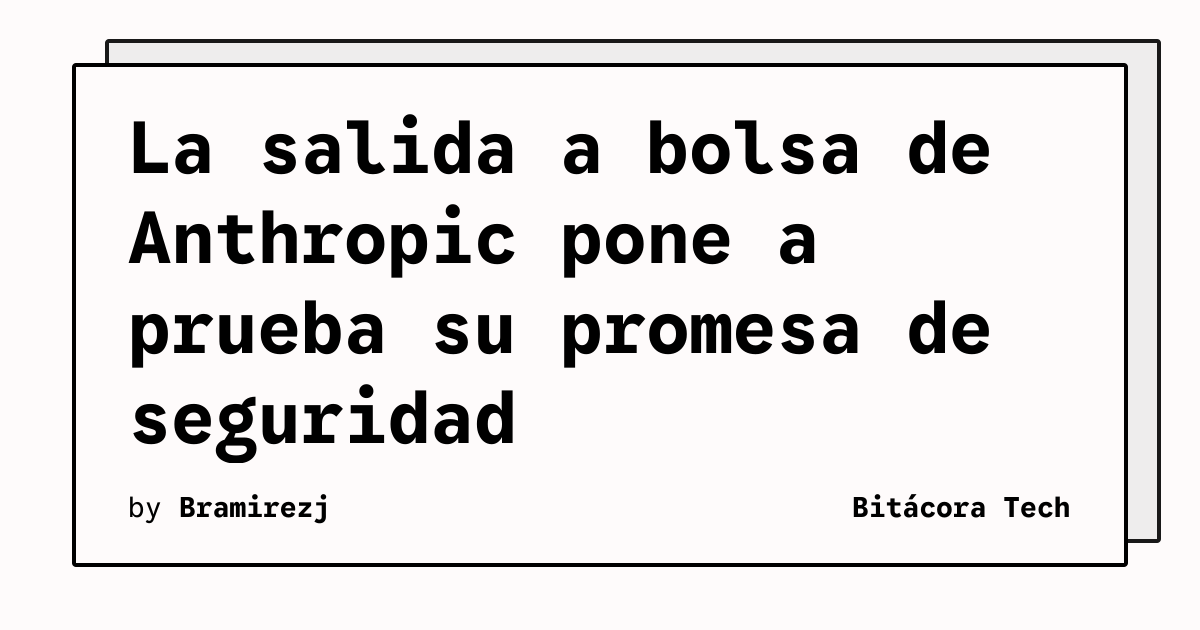 La salida a bolsa de
Anthropic pone a
prueba su promesa de
seguridad
by Bramirezj
Bitácora Tech